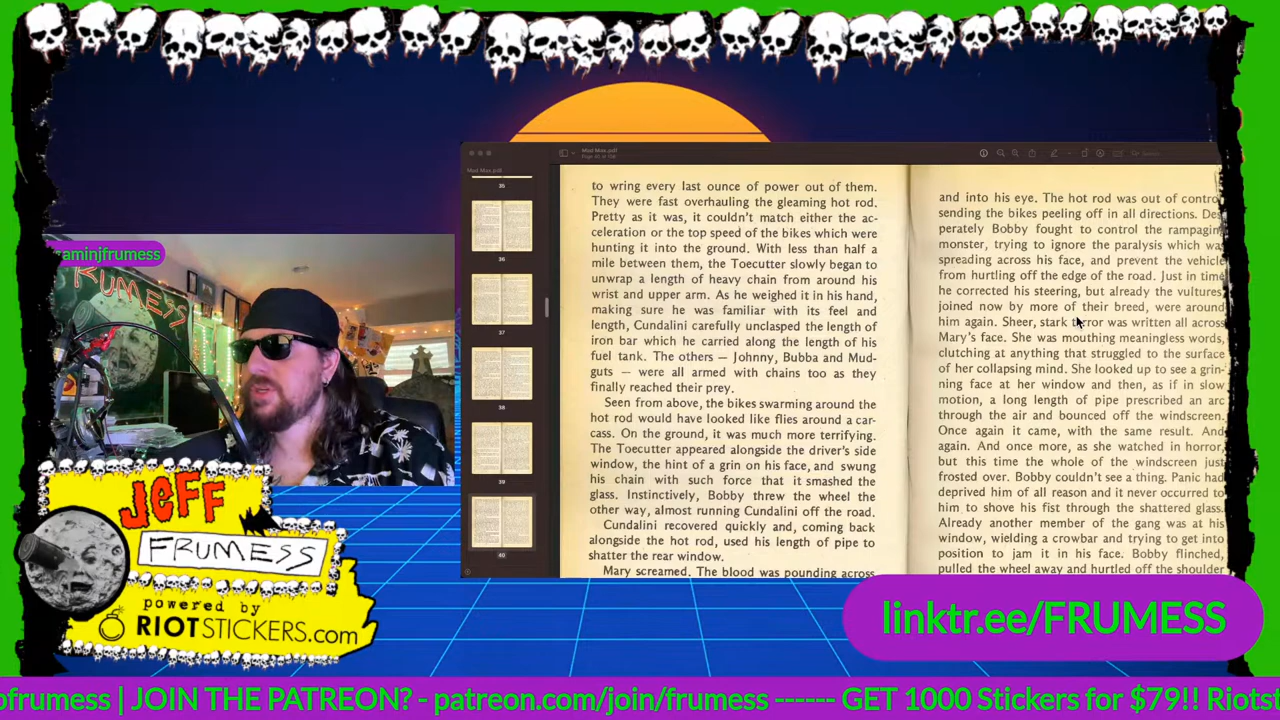 Mad Max.pdf
Mad Max.pdf
35
36
37
38
39
40
to wring every last ounce of power out of them.
They were fast overhauling the gleaming hot rod.
Pretty as it was, it couldn't match either the ac-
celeration or the top speed of the bikes which were
hunting it into the ground. With less than half a
mile between them, the Toecutter slowly began to
unwrap a length of heavy chain from around his
wrist and upper arm. As he weighed it in his hand,
making sure he was familiar with its feel and
length, Cundalini carefully unclasped the length of
iron bar which he carried along the length of his
fuel tank. The others — Johnny, Bubba and Mud-
guts — were all armed with chains too as they
finally reached their prey.
Seen from above, the bikes swarming around the
hot rod would have looked like flies around a car-
cass. On the ground, it was much more terrifying.
The Toecutter appeared alongside the driver's side
window, the hint of a grin on his face, and swung
his chain with such force that it smashed the
glass. Instinctively, Bobby threw the wheel the
other way, almost running Cundalini off the road.
Cundalini recovered quickly and, coming back
alongside the hot rod, used his length of pipe to
shatter the rear window.
Mary screamed. The blood was pounding across
and into his eye. The hot rod was out of contro
sending the bikes peeling off in all directions. Des
perately Bobby fought to control the rampagin
monster, trying to ignore the paralysis which was
spreading across his face, and prevent the vehicle
from hurtling off the edge of the road. Just in time
he corrected his steering, but already the vultures,
joined now by more of their breed, were around
him again. Sheer, stark terror was written all across
Mary's face. She was mouthing meaningless words,
clutching at anything that struggled to the surface
of her collapsing mind. She looked up to see a grin-
ning face at her window and then, as if in slow
motion, a long length of pipe prescribed an arc
through the air and bounced off the windscreen.
Once again it came, with the same result. And
again. And once more, as she watched in horror,
but this time the whole of the windscreen just
frosted over. Bobby couldn't see a thing. Panic had
deprived him of all reason and it never occurred to
him to shove his fist through the shattered glass.
Already another member of the gang was at his
window, wielding a crowbar and trying to get into
position to jam it in his face. Bobby flinched,
pulled the wheel away and hurtled off the shoulder
raminjfrumess
FRUMESS
JEFF
FRUMESS
powered by
RIOTSTICKERS.com
linktr.ee/FRUMESS
ofrumess | JOIN THE PATREON? - patreon.com/join/frumess ------ GET 1000 Stickers for $79!! Riotst